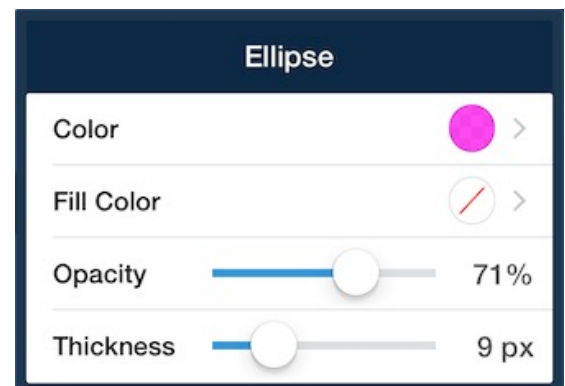 Ellipse
Color
Fill Color
Opacity 71%
Thickness 9 px